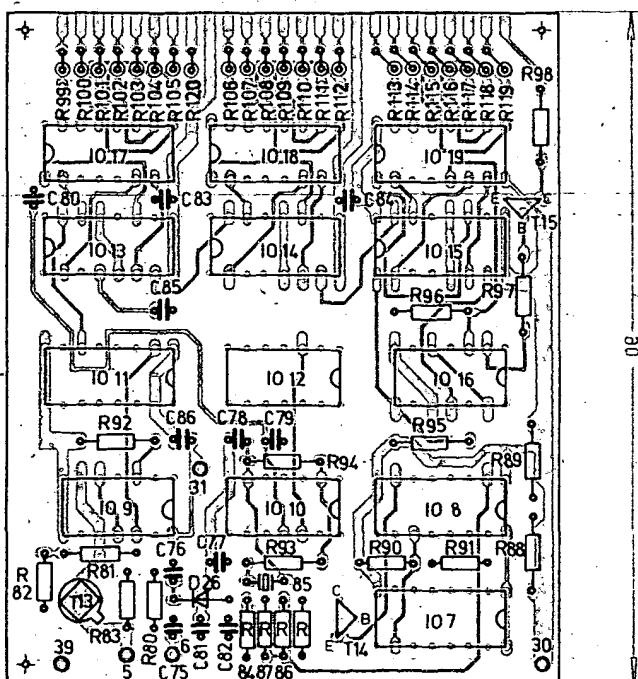 R99 R100 R101 R102 R103 R104 R105 R120 R106 R107 R108 R109 R110 R111 R112 R113 R114 R115 R116 R117 R118 R119 R98
IO 17 IO 18 IO 19
C 80 C 83 C 84 E C T15
B
IO 13 IO 14 IO 15
C85 R96 R97
90
IO 11 IO 12 IO 16
R92 C86 C78 C79 R95
R94 R89
31
IO 9 IO 10 IO 8
C76 C77 R93 R90 R91 R88
R 82 R81 D26 85
T13 C B IO 7
R83 R80 6 C81 C82 R R R R E T14
39 5 C75 84 87 86 30